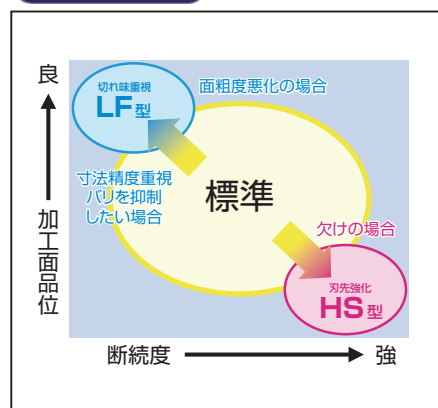 良
加工面品位
切れ味重視
LF型
面粗度悪化の場合
寸法精度重視
バリを抑制
したい場合
標準
欠けの場合
刃先強化
HS型
断続度
強